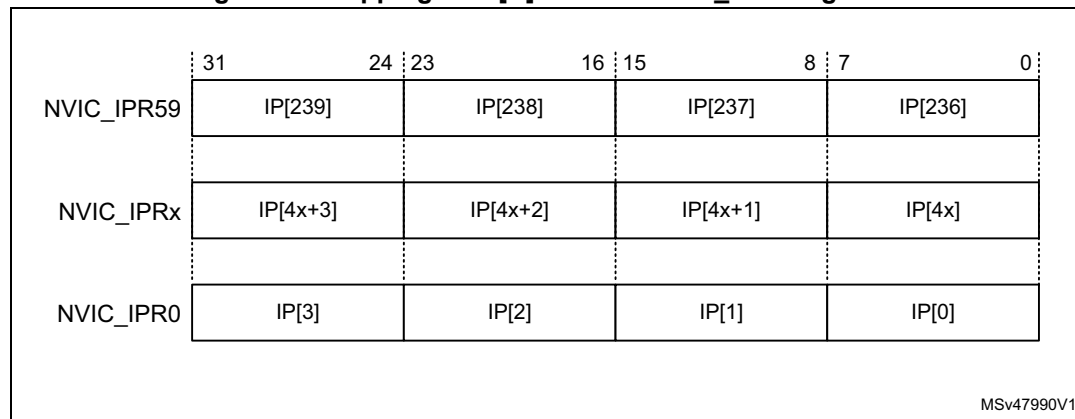 31 24 23 16 15 8 7 0
NVIC_IPR59 IP[239] IP[238] IP[237] IP[236]
NVIC_IPRx IP[4x+3] IP[4x+2] IP[4x+1] IP[4x]
NVIC_IPR0 IP[3] IP[2] IP[1] IP[0]
MSv47990V1